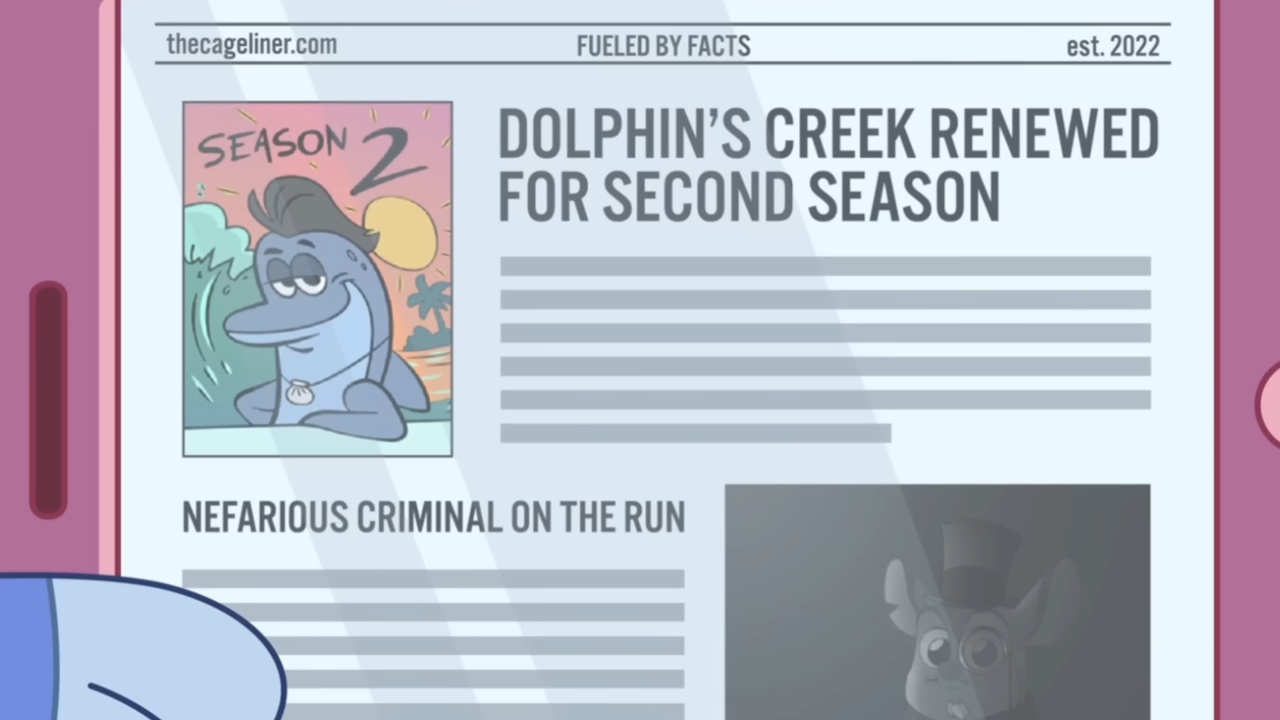 thecageliner.com
FUELED BY FACTS
est. 2022
SEASON 2
DOLPHIN'S CREEK RENEWED
FOR SECOND SEASON
NEFARIOUS CRIMINAL ON THE RUN